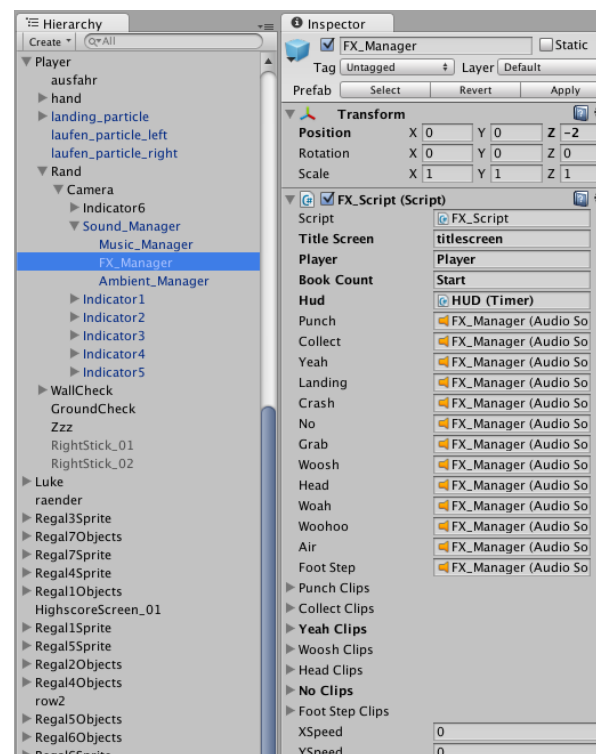 Hierarchy
Create
All
Player
ausfahr
hand
landing_particle
laufen_particle_left
laufen_particle_right
Rand
Camera
Indicator6
Sound_Manager
Music_Manager
FX_Manager
Ambient_Manager
Indicator1
Indicator2
Indicator3
Indicator4
Indicator5
WallCheck
GroundCheck
Zzz
RightStick_01
RightStick_02
Luke
raender
Regal3Sprite
Regal7Objects
Regal7Sprite
Regal4Sprite
Regal1Objects
HighscoreScreen_01
Regal1Sprite
Regal5Sprite
Regal2Objects
Regal4Objects
row2
Regal5Objects
Regal6Objects
Regal6Sprite
Inspector
FX_Manager Static
Tag Untagged Layer Default
Prefab Select Revert Apply
Transform
Position X 0 Y 0 Z -2
Rotation X 0 Y 0 Z 0
Scale X 1 Y 1 Z 1
FX_Script (Script)
Script FX_Script
Title Screen titlescreen
Player Player
Book Count Start
Hud HUD (Timer)
Punch FX_Manager (Audio So
Collect FX_Manager (Audio So
Yeah FX_Manager (Audio So
Landing FX_Manager (Audio So
Crash FX_Manager (Audio So
No FX_Manager (Audio So
Grab FX_Manager (Audio So
Woosh FX_Manager (Audio So
Head FX_Manager (Audio So
Woah FX_Manager (Audio So
Woohoo FX_Manager (Audio So
Air FX_Manager (Audio So
Foot Step FX_Manager (Audio So
Punch Clips
Collect Clips
Yeah Clips
Woosh Clips
Head Clips
No Clips
Foot Step Clips
XSpeed 0
YSpeed 0